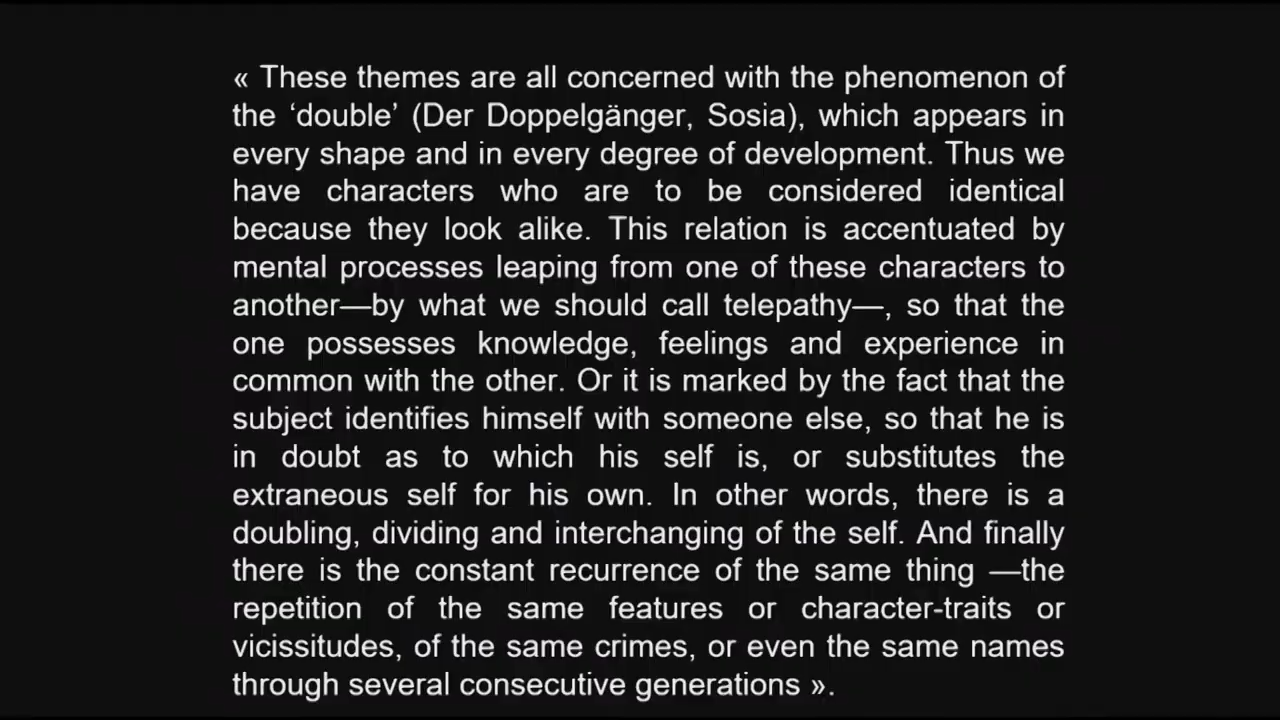 « These themes are all concerned with the phenomenon of
the ‘double’ (Der Doppelgänger, Sosia), which appears in
every shape and in every degree of development. Thus we
have characters who are to be considered identical
because they look alike. This relation is accentuated by
mental processes leaping from one of these characters to
another—by what we should call telepathy—, so that the
one possesses knowledge, feelings and experience in
common with the other. Or it is marked by the fact that the
subject identifies himself with someone else, so that he is
in doubt as to which his self is, or substitutes the
extraneous self for his own. In other words, there is a
doubling, dividing and interchanging of the self. And finally
there is the constant recurrence of the same thing —the
repetition of the same features or character-traits or
vicissitudes, of the same crimes, or even the same names
through several consecutive generations ».